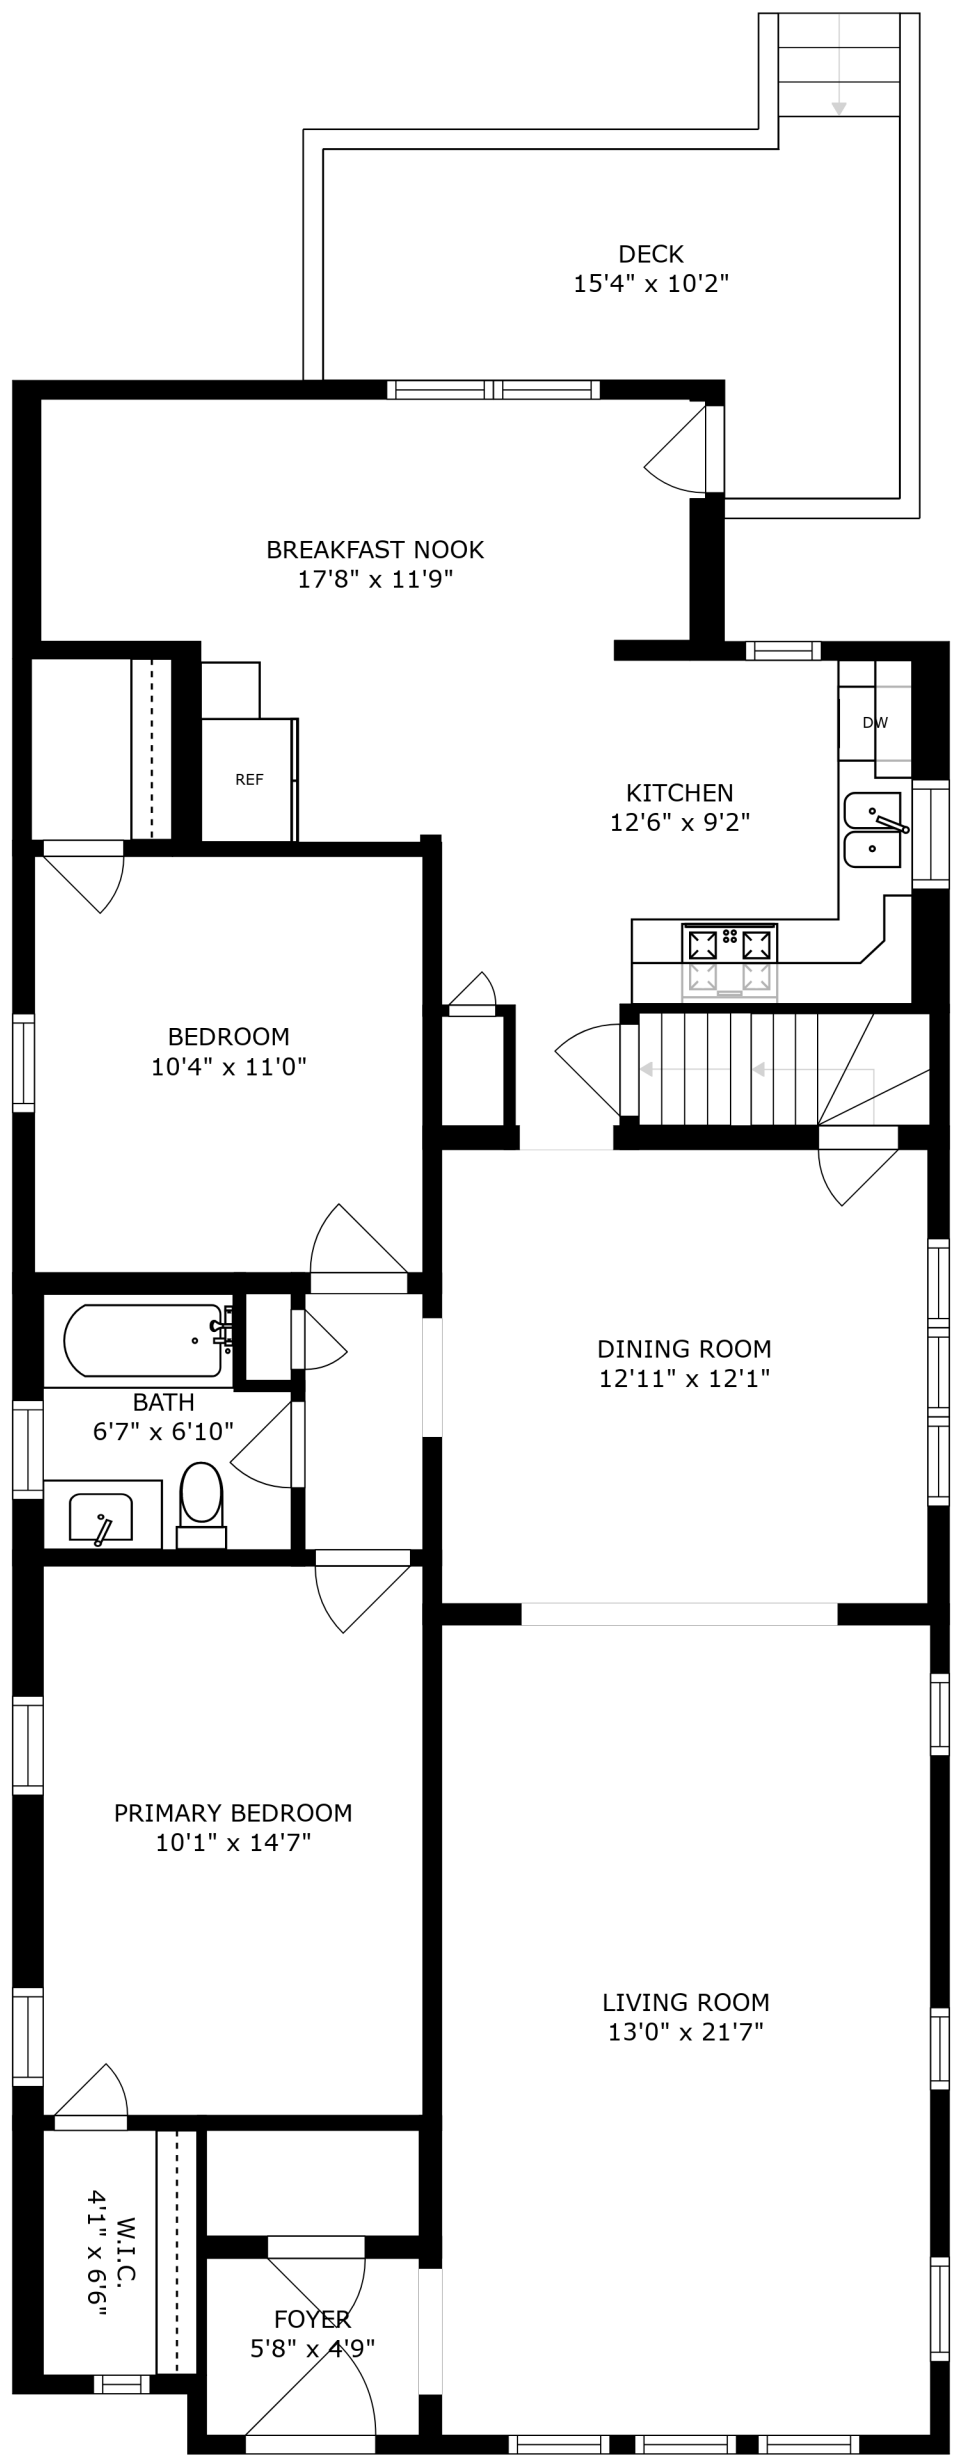 DECK
15'4" x 10'2"
BREAKFAST NOOK
17'8" x 11'9"
DW
REF
KITCHEN
12'6" x 9'2"
BEDROOM
10'4" x 11'0"
DINING ROOM
12'11" x 12'1"
BATH
6'7" x 6'10"
PRIMARY BEDROOM
10'1" x 14'7"
LIVING ROOM
13'0" x 21'7"
W.I.C.
4'1" x 6'6"
FOYER
5'8" x 4'9"